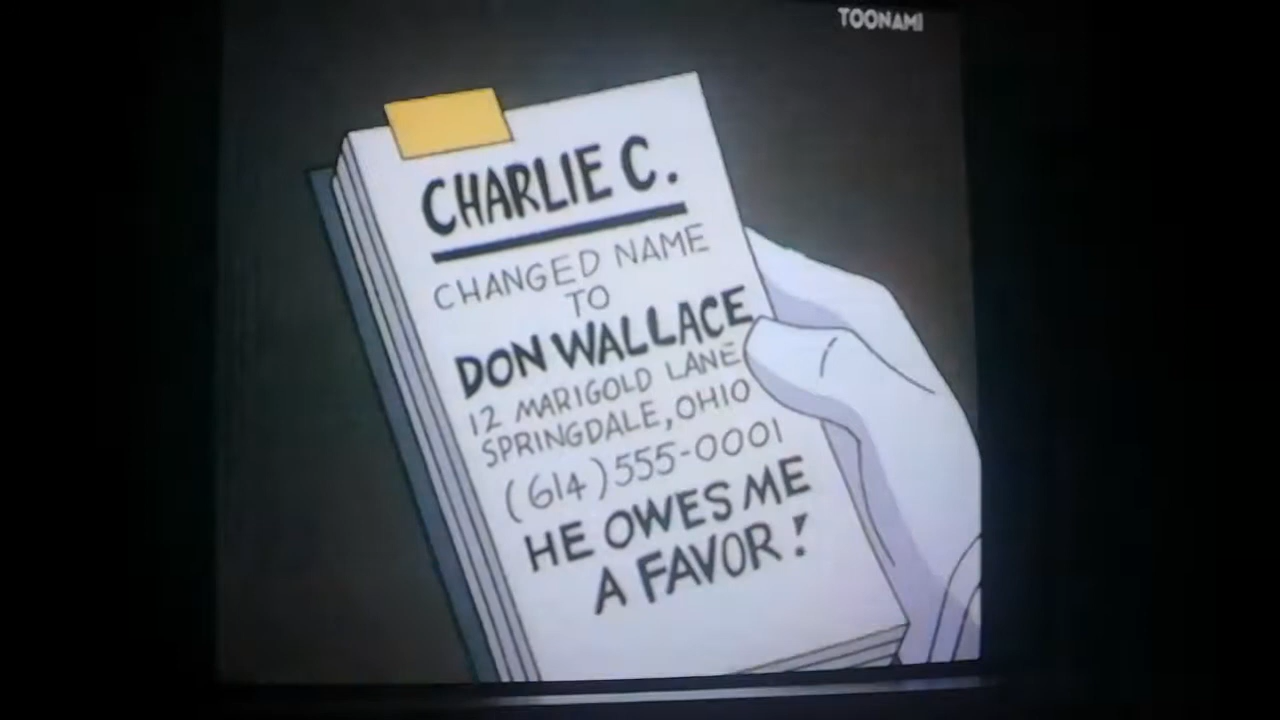 TOONAMI
CHARLIE C.
CHANGED NAME
TO
DON WALLACE
12 MARIGOLD LANE
SPRINGDALE, OHIO
(614) 555-0001
HE OWES ME
A FAVOR!